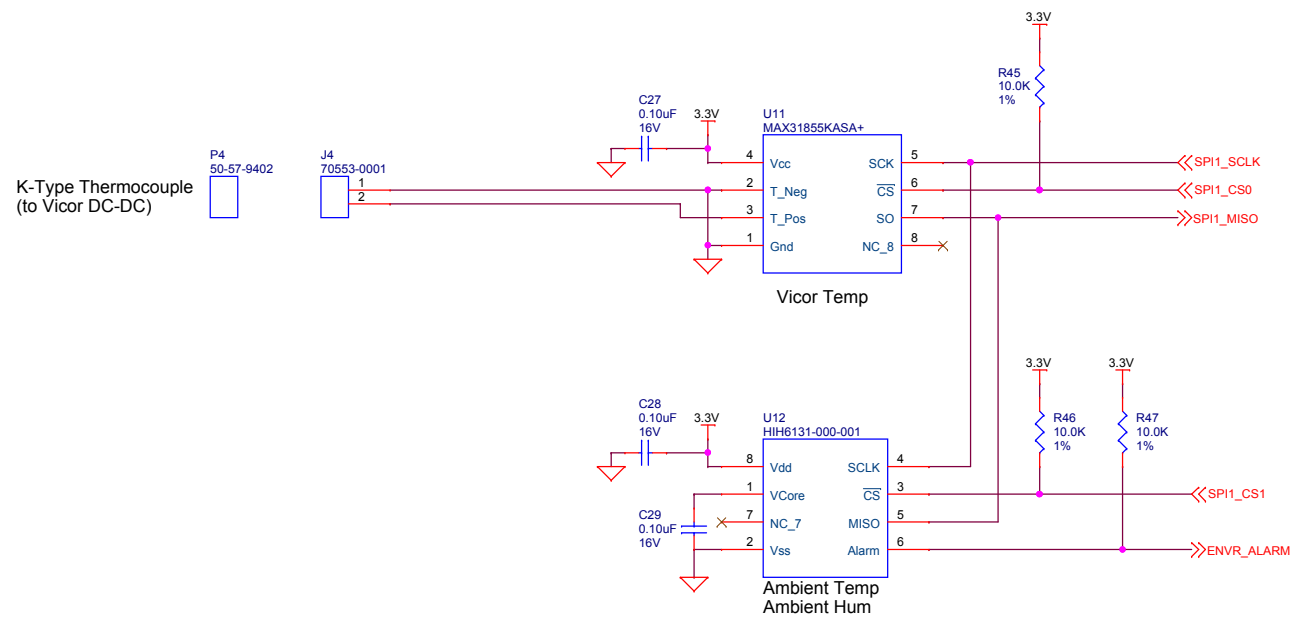 3.3V
R45
10.0K
1%
C27
0.10uF
16V
3.3V
U11
MAX31855KASA+
P4
50-57-9402
J4
70553-0001
K-Type Thermocouple
(to Vicor DC-DC)
1
2
4
Vcc
2
T_Neg
3
T_Pos
1
Gnd
SCK
5
CS
6
SO
7
NC_8
8
SPI1_SCLK
SPI1_CS0
SPI1_MISO
Vicor Temp
3.3V
3.3V
R46
10.0K
1%
R47
10.0K
1%
C28
0.10uF
16V
3.3V
U12
HIH6131-000-001
8
Vdd
1
VCore
7
NC_7
2
Vss
C29
0.10uF
16V
SCLK
4
CS
3
MISO
5
Alarm
6
SPI1_CS1
ENVR_ALARM
Ambient Temp
Ambient Hum